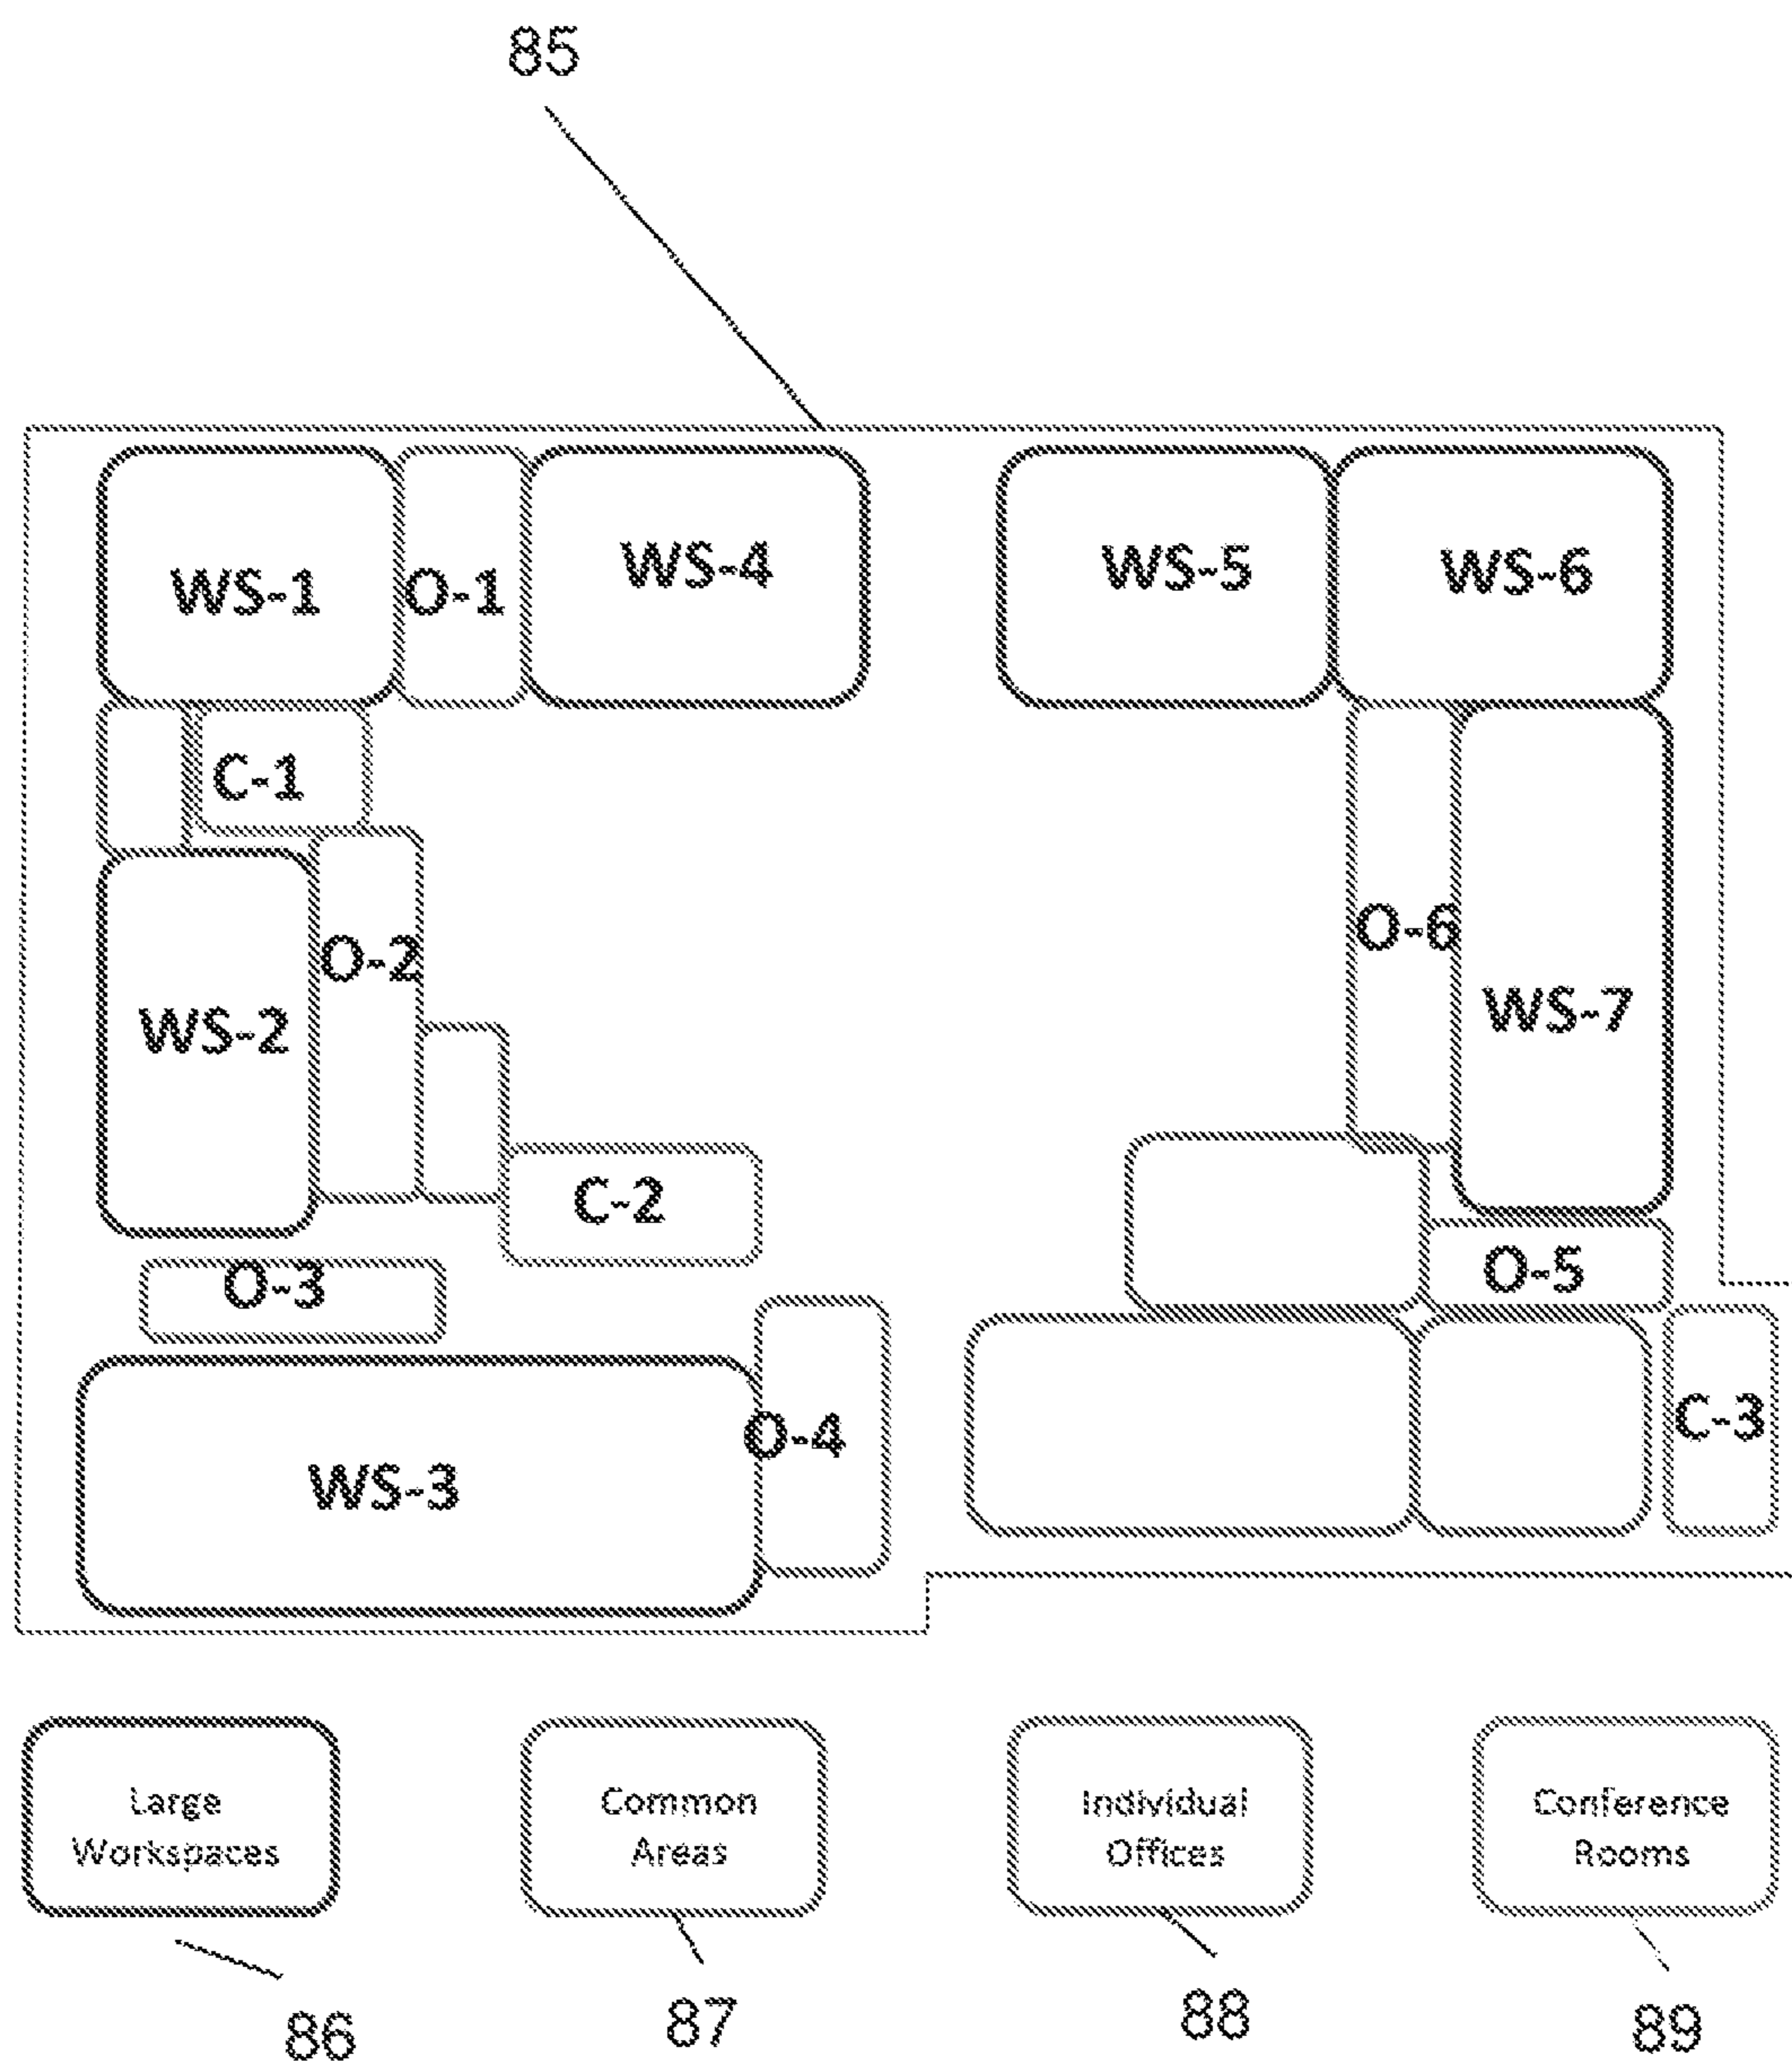 85
WS-1
O-1
WS-4
WS-5
WS-6
C-1
O-2
O-6
WS-2
WS-7
C-2
O-3
O-5
O-4
C-3
WS-3
Large
Workspaces
Common
Areas
Individual
Offices
Conference
Rooms
86
87
88
89